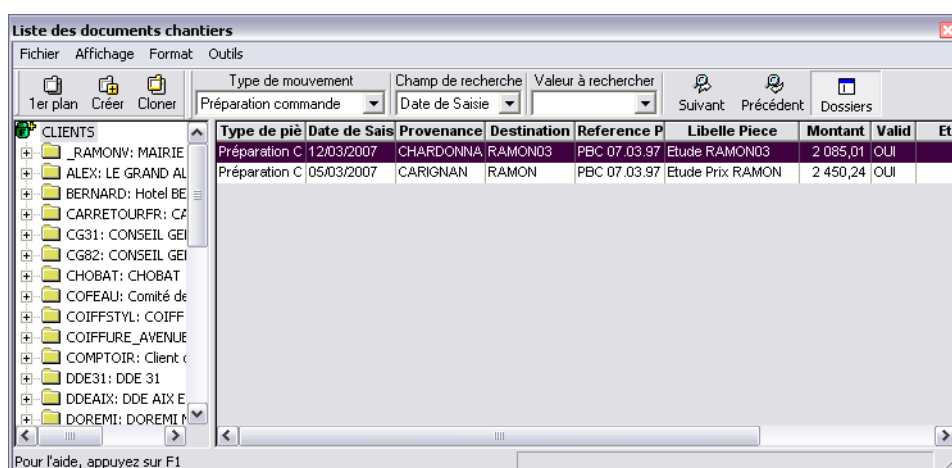 Liste des documents chantiers
Fichier Affichage Format Outils
Type de mouvement Champ de recherche Valeur à rechercher
1er plan Créer Cloner Préparation commande Date de Saisie Suivant Précédent Dossiers
CLIENTS
_RAMONV: MAIRIE
ALEX: LE GRAND AL
BERNARD: Hotel BE
CARRETOURFR: CA
CG31: CONSEIL GE
CG82: CONSEIL GE
CHOBAT: CHOBAT
COFEAU: Comité de
COIFFSTYL: COIFF
COIFFURE_AVENUE
COMPTOIR: Client
DDE31: DDE 31
DDEAIX: DDE AIX E
DOREMI: DOREMI
Type de piè Date de Sais Provenance Destination Reference P Libelle Piece Montant Valid Et
Préparation C 12/03/2007 CHARDONNA RAMON03 PBC 07.03.97 Etude RAMON03 2 085,01 OUI
Préparation C 05/03/2007 CARIGNAN RAMON PBC 07.03.97 Etude Prix RAMON 2 450,24 OUI
Pour l'aide, appuyez sur F1